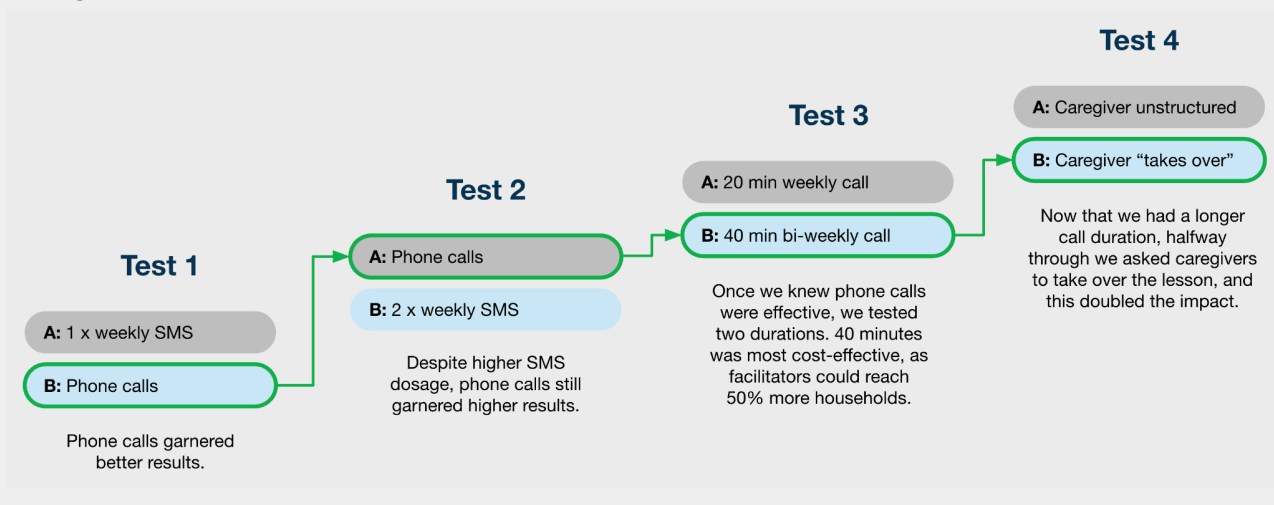 Test 1
A: 1 x weekly SMS
B: Phone calls
Phone calls garnered
better results.
Test 2
A: Phone calls
B: 2 x weekly SMS
Despite higher SMS
dosage, phone calls still
garnered higher results.
Test 3
A: 20 min weekly call
B: 40 min bi-weekly call
Once we knew phone calls
were effective, we tested
two durations. 40 minutes
was most cost-effective, as
facilitators could reach
50% more households.
Test 4
A: Caregiver unstructured
B: Caregiver “takes over”
Now that we had a longer
call duration, halfway
through we asked caregivers
to take over the lesson, and
this doubled the impact.